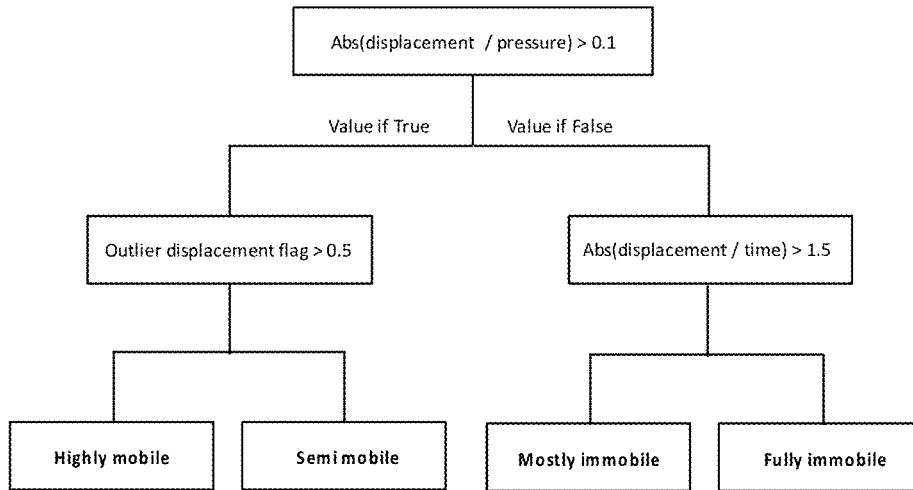 Abs(displacement / pressure) > 0.1
Value if True
Value if False
Outlier displacement flag > 0.5
Abs(displacement / time) > 1.5
Highly mobile
Semi mobile
Mostly immobile
Fully immobile